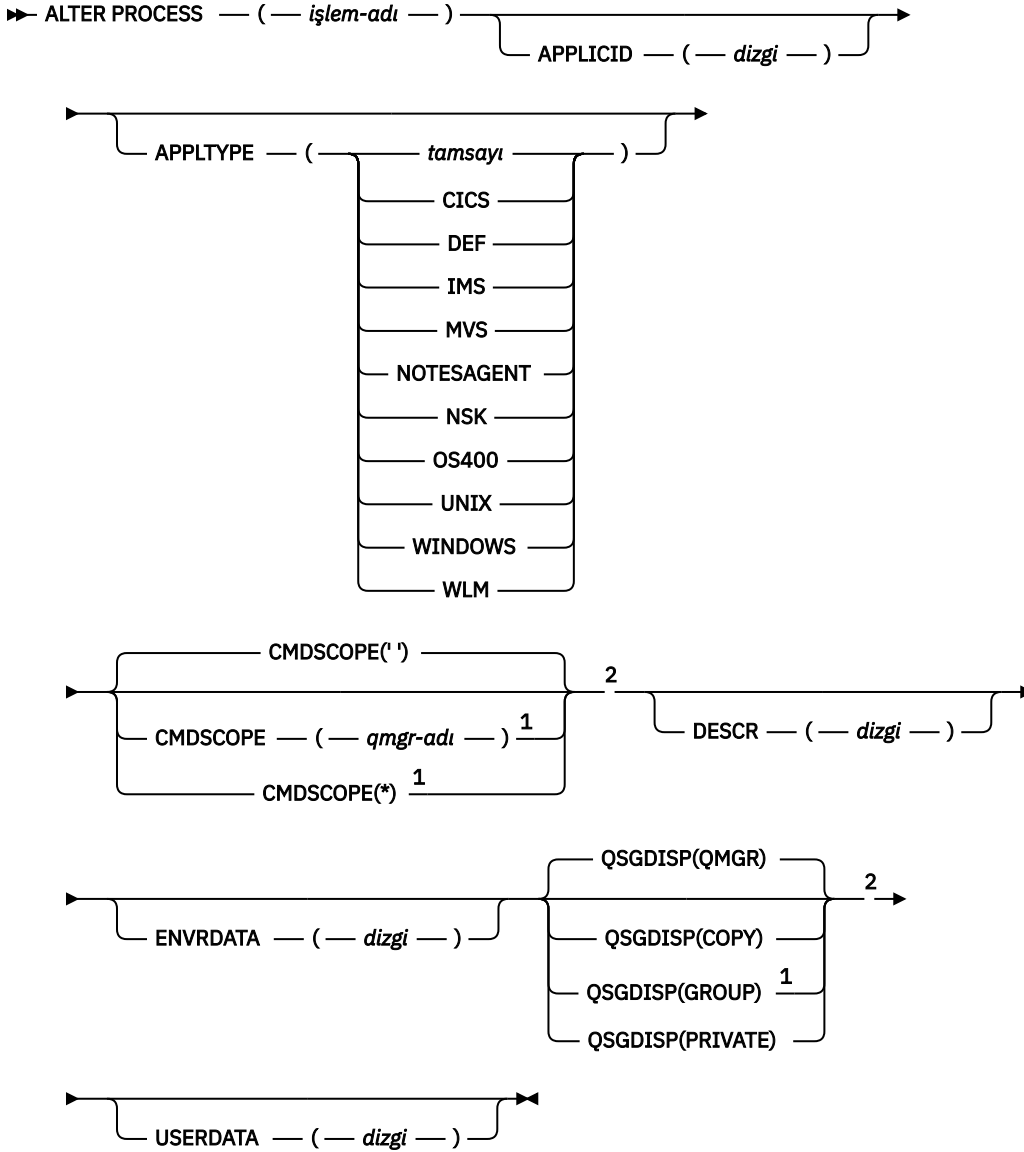 ALTER PROCESS ( işlem-adı )
APPLICID ( dizgi )
APPLTYPE ( tamsayı )
CICS
DEF
IMS
MVS
NOTESAGENT
NSK
OS400
UNIX
WINDOWS
WLM
CMDSCOPE(' ')
2
CMDSCOPE ( qmgr-adı ) 1
DESCR ( dizgi )
CMDSCOPE(*) 1
QSGDISP(QMGR)
2
ENVRDATA ( dizgi )
QSGDISP(COPY)
QSGDISP(GROUP) 1
QSGDISP(PRIVATE)
USERDATA ( dizgi )